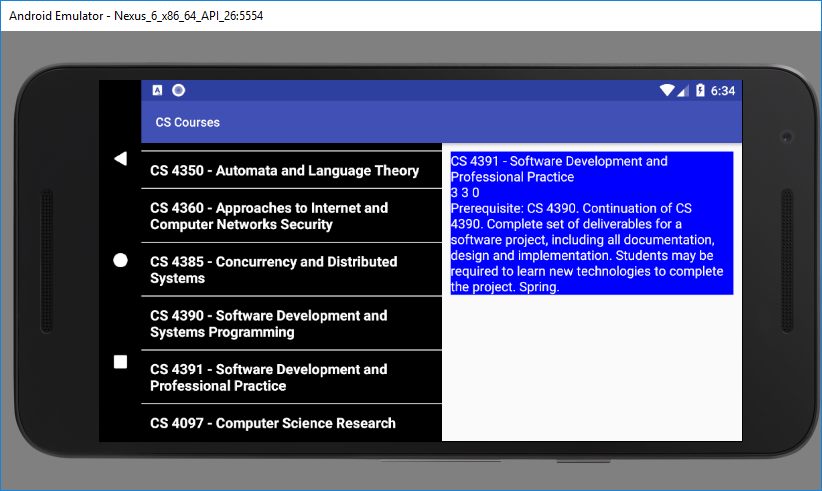 Android Emulator - Nexus_6_x86_64_API_26:5554
A
6:34
CS Courses
CS 4350 - Automata and Language Theory
CS 4360 - Approaches to Internet and
Computer Networks Security
CS 4385 - Concurrency and Distributed
Systems
CS 4390 - Software Development and
Systems Programming
CS 4391 - Software Development and
Professional Practice
CS 4097 - Computer Science Research
CS 4391 - Software Development and
Professional Practice
3 3 0
Prerequisite: CS 4390. Continuation of CS
4390. Complete set of deliverables for a
software project, including all documentation,
design and implementation. Students may be
required to learn new technologies to complete
the project. Spring.